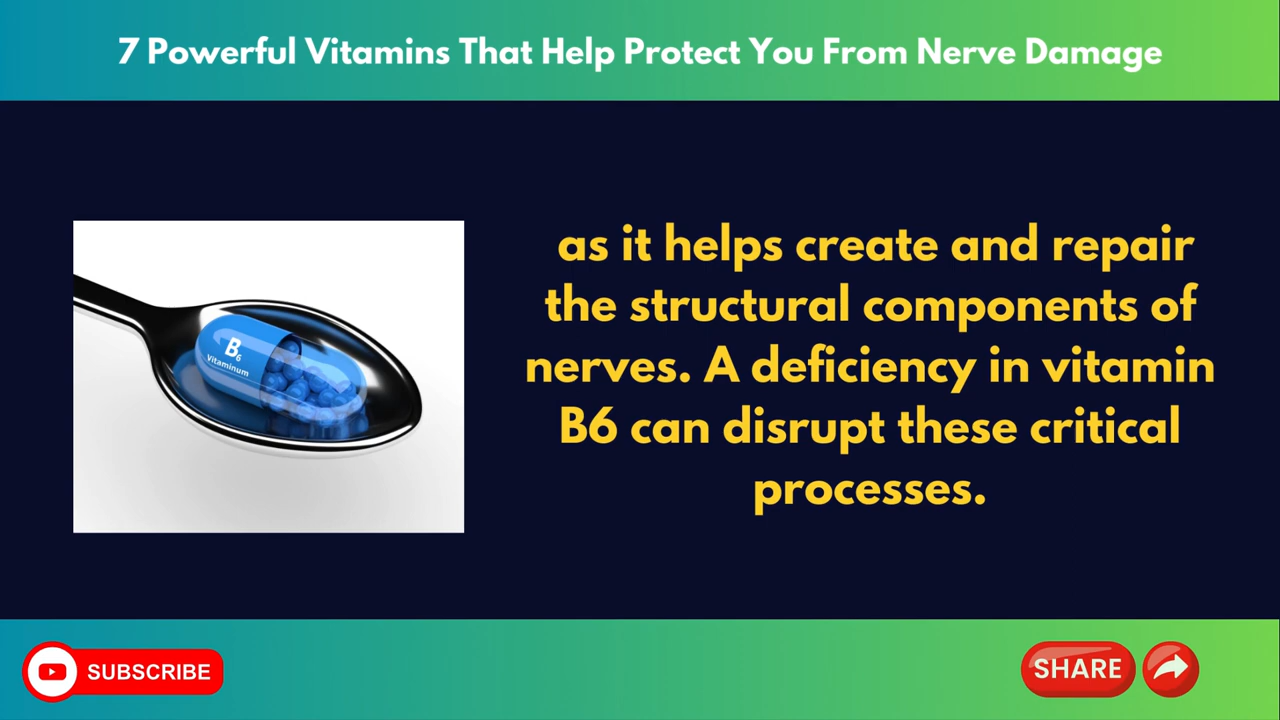 7 Powerful Vitamins That Help Protect You From Nerve Damage
as it helps create and repair
the structural components of
nerves. A deficiency in vitamin
B6 can disrupt these critical
processes.
B6
Vitaminum
SUBSCRIBE
SHARE